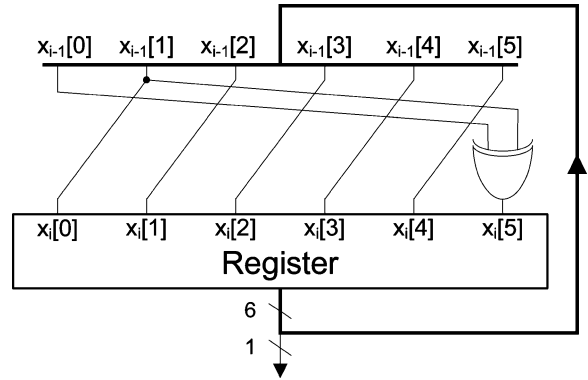 xi-1[0] xi-1[1] xi-1[2] xi-1[3] xi-1[4] xi-1[5]
xi[0] xi[1] xi[2] xi[3] xi[4] xi[5]
Register
6
1